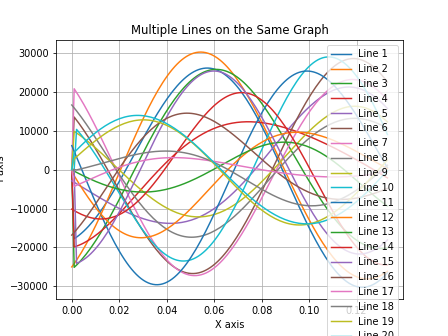 Multiple Lines on the Same Graph
30000
20000
10000
0
−10000
−20000
−30000
0.00
0.02
0.04
0.06
0.08
0.10
X axis
axis
Line 1
Line 2
Line 3
Line 4
Line 5
Line 6
Line 7
Line 8
Line 9
Line 10
Line 11
Line 12
Line 13
Line 14
Line 15
Line 16
Line 17
Line 18
Line 19
Line 20